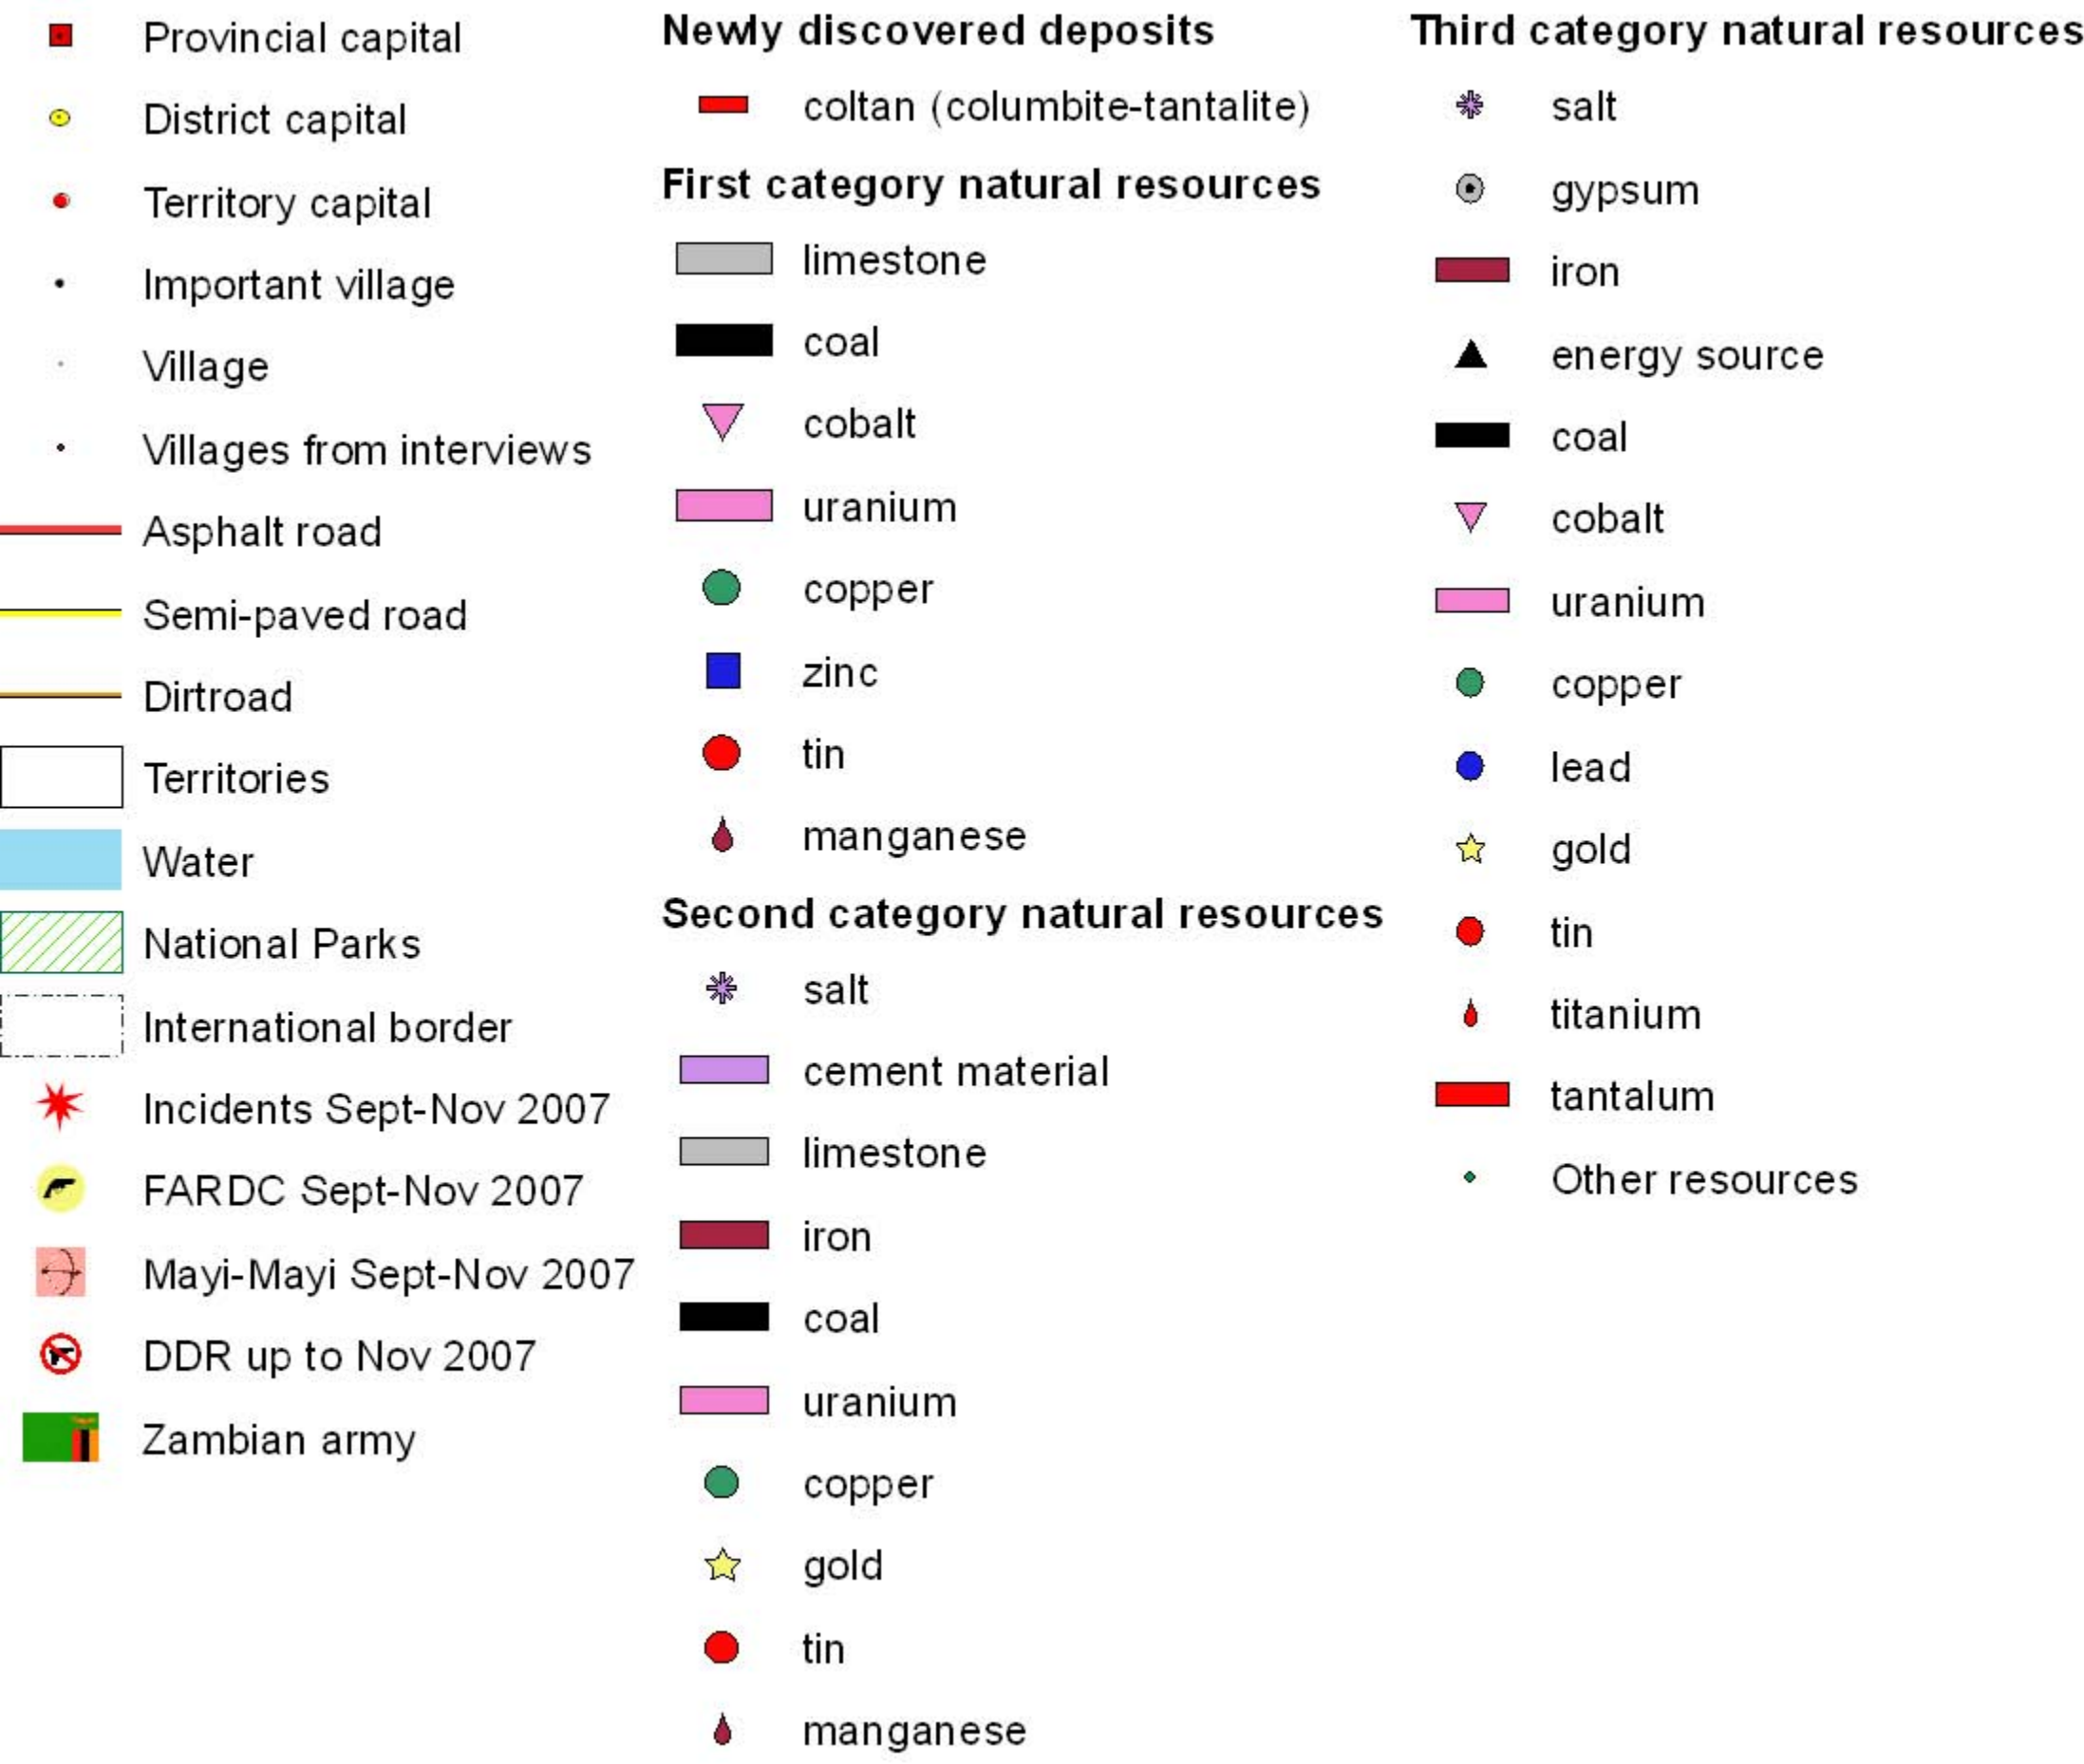 Provincial capital
District capital
Territory capital
Important village
Village
Villages from interviews
Asphalt road
Semi-paved road
Dirtroad
Territories
Water
National Parks
International border
Incidents Sept-Nov 2007
FARDC Sept-Nov 2007
Mayi-Mayi Sept-Nov 2007
DDR up to Nov 2007
Zambian army
Newly discovered deposits
coltan (columbite-tantalite)
First category natural resources
limestone
coal
cobalt
uranium
copper
zinc
tin
manganese
Second category natural resources
salt
cement material
limestone
iron
coal
uranium
copper
gold
tin
manganese
Third category natural resources
salt
gypsum
iron
energy source
coal
cobalt
uranium
copper
lead
gold
tin
titanium
tantalum
Other resources